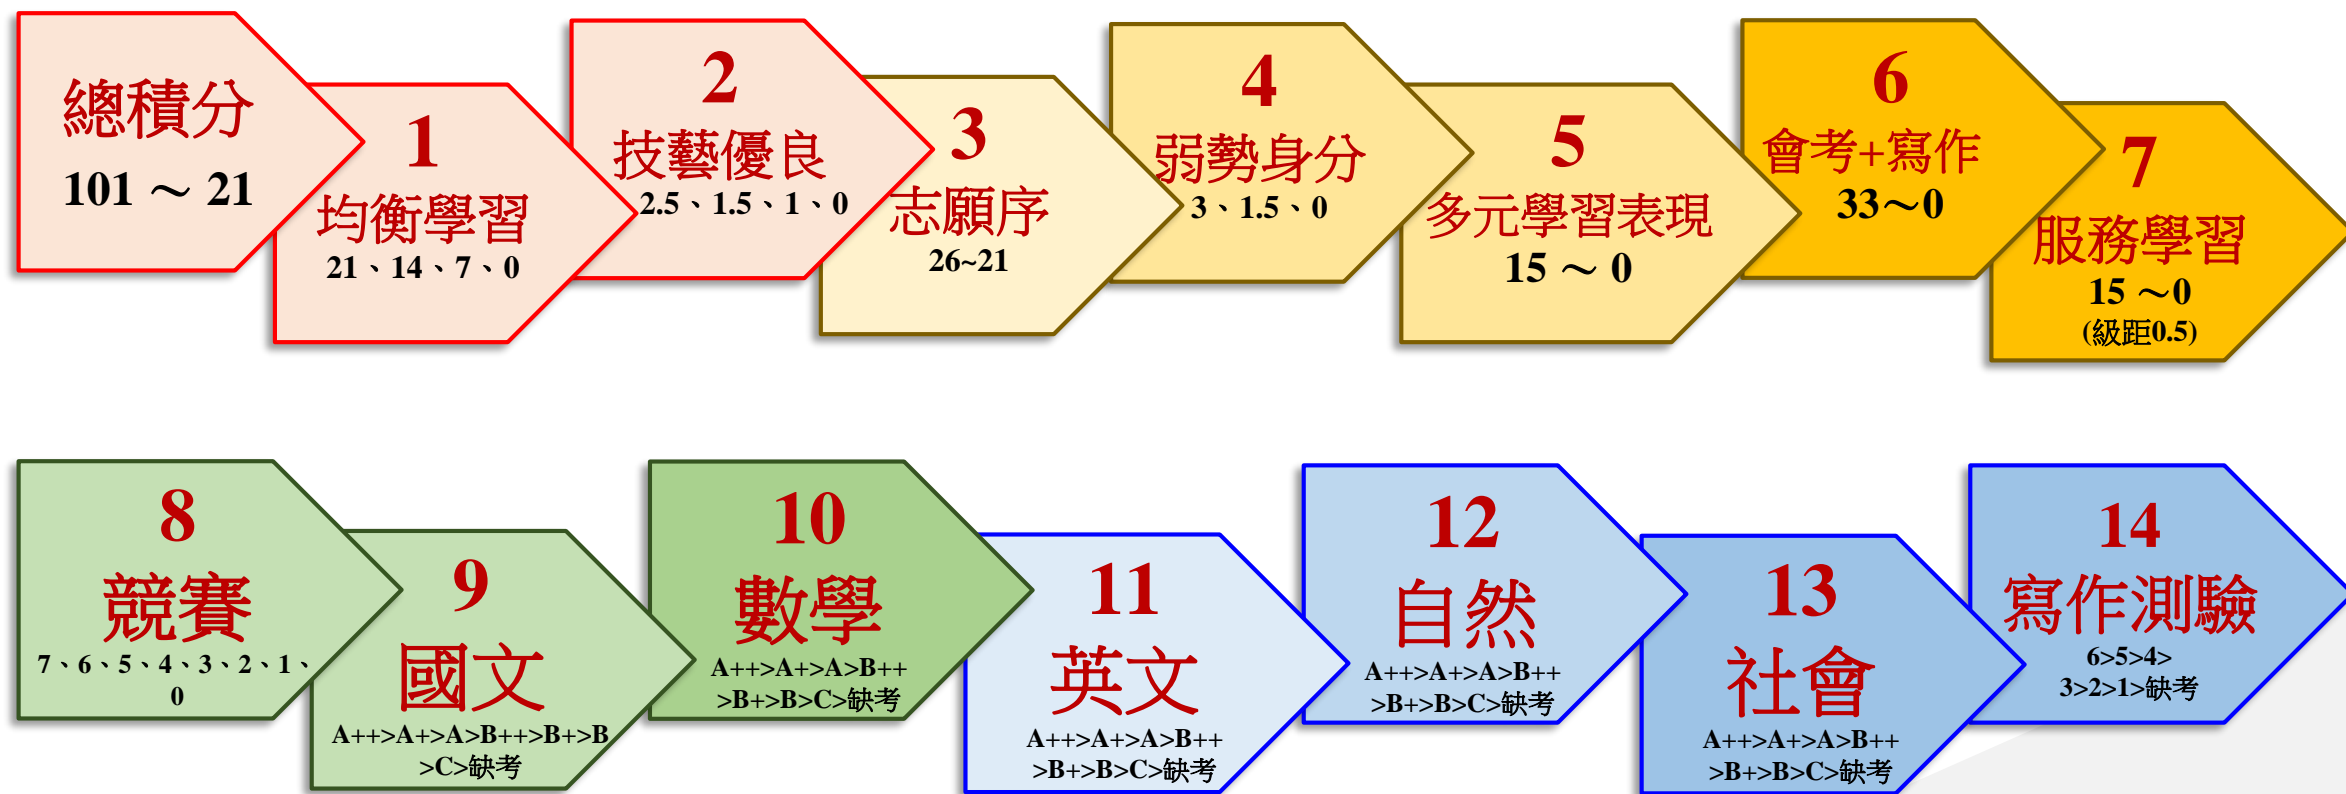 總積分
101 ～ 21
1
均衡學習
21、14、7、0
2
技藝優良
2.5、1.5、1、0
3
志願序
26~21
4
弱勢身分
3、1.5、0
5
多元學習表現
15 ～ 0
6
會考+寫作
33～0
7
服務學習
15 ～0
(級距0.5)
8
競賽
7、6、5、4、3、2、1、
0
9
國文
A++>A+>A>B++>B+>B
>C>缺考
10
數學
A++>A+>A>B++
>B+>B>C>缺考
11
英文
A++>A+>A>B++
>B+>B>C>缺考
12
自然
A++>A+>A>B++
>B+>B>C>缺考
13
社會
A++>A+>A>B++
>B+>B>C>缺考
14
寫作測驗
6>5>4>
3>2>1>缺考